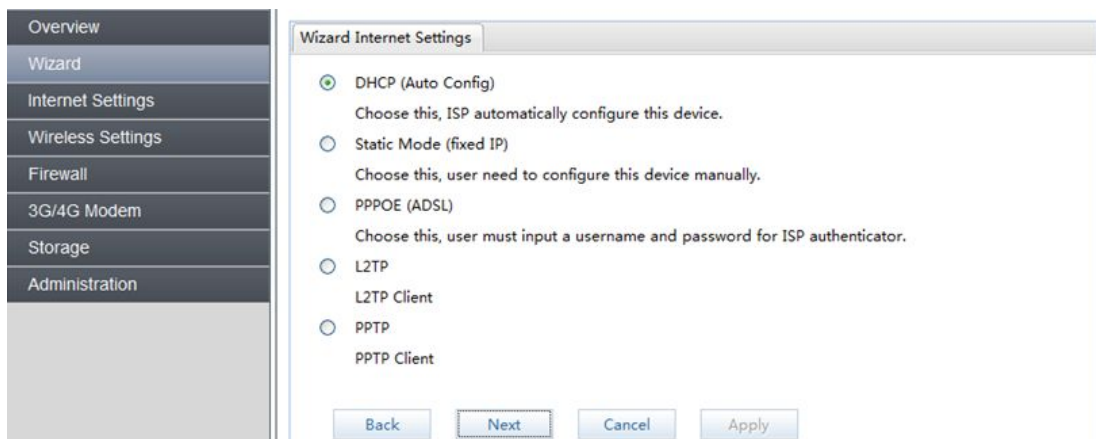 Overview
Wizard
Internet Settings
Wireless Settings
Firewall
3G/4G Modem
Storage
Administration
Wizard Internet Settings
DHCP (Auto Config)
Choose this, ISP automatically configure this device.
Static Mode (fixed IP)
Choose this, user need to configure this device manually.
PPPOE (ADSL)
Choose this, user must input a username and password for ISP authenticator.
L2TP
L2TP Client
PPTP
PPTP Client
Back Next Cancel Apply